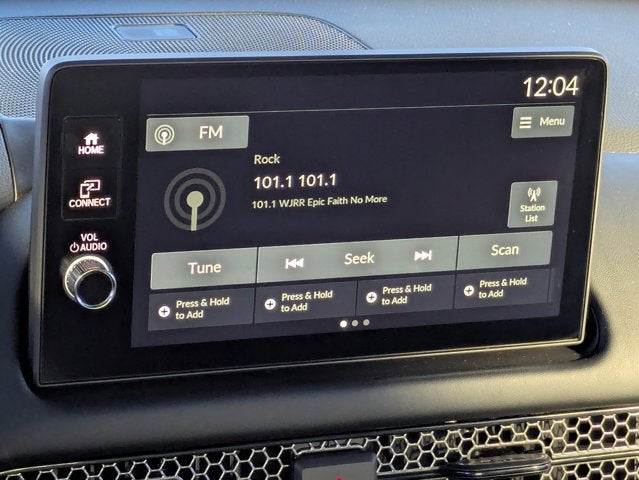 12:04
FM
Menu
HOME
Rock
101.1 101.1
101.1 WJRR Epic Faith No More
CONNECT
Station
List
VOL
AUDIO
Tune
Seek
Scan
Press & Hold
to Add
Press & Hold
to Add
Press & Hold
to Add
Press & Hold
to Add